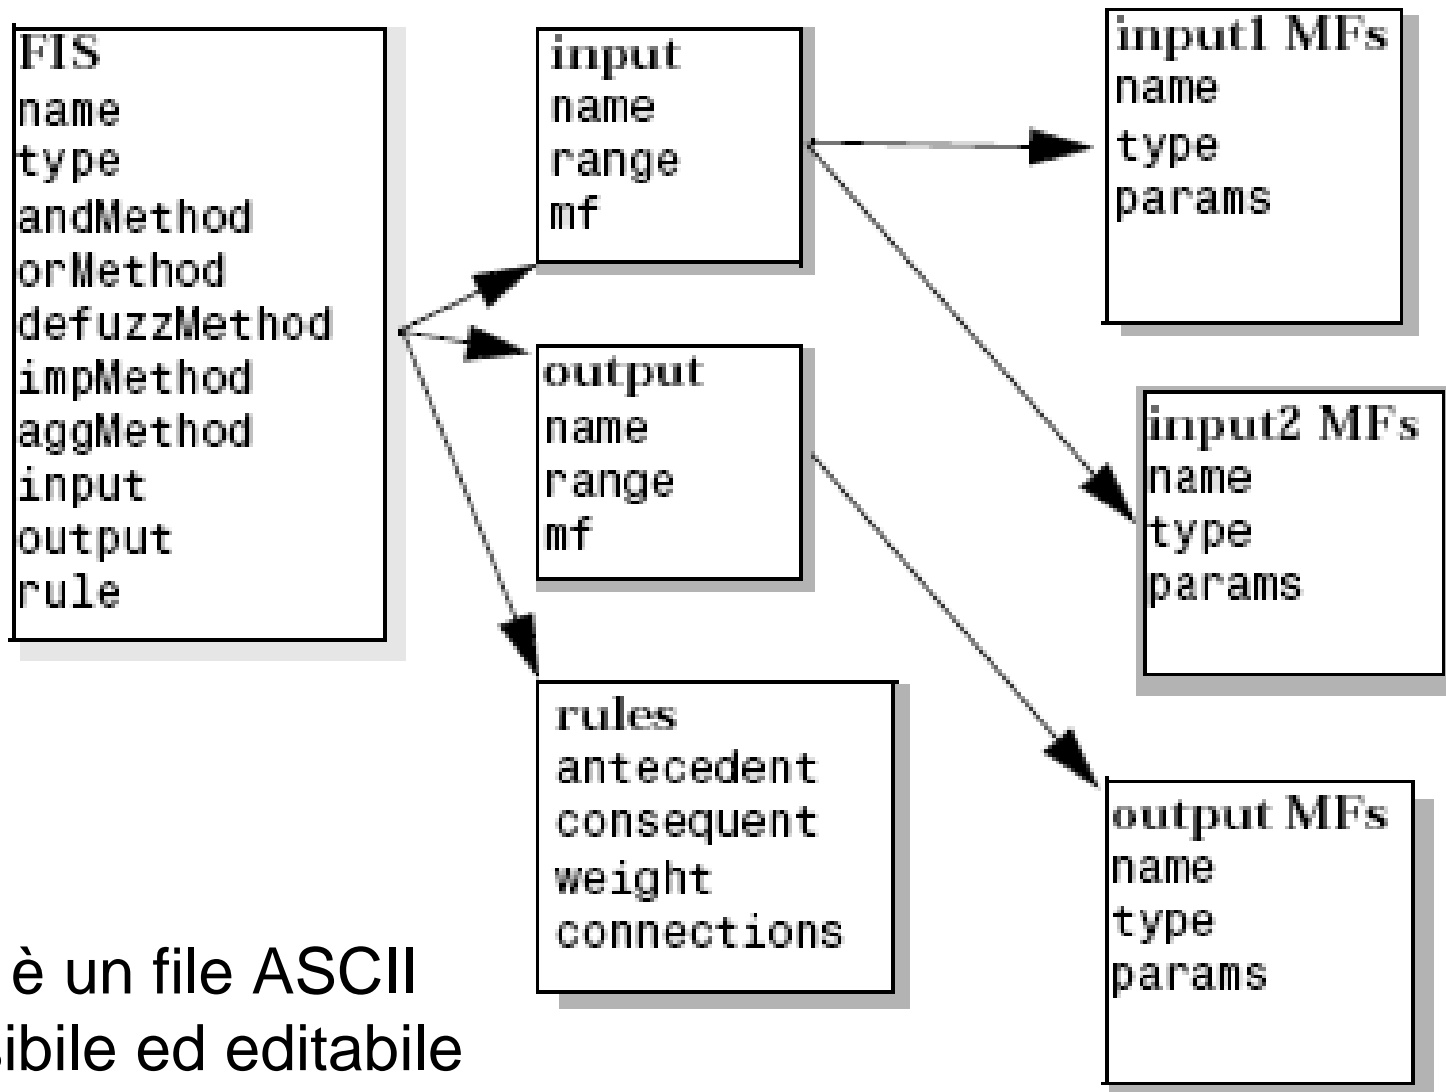 FIS
name
type
andMethod
orMethod
defuzzMethod
impMethod
aggMethod
input
output
rule
input
name
range
mf
output
name
range
mf
rules
antecedent
consequent
weight
connections
input1 MFs
name
type
params
input2 MFs
name
type
params
output MFs
name
type
params
è un file ASCII
ed editabile